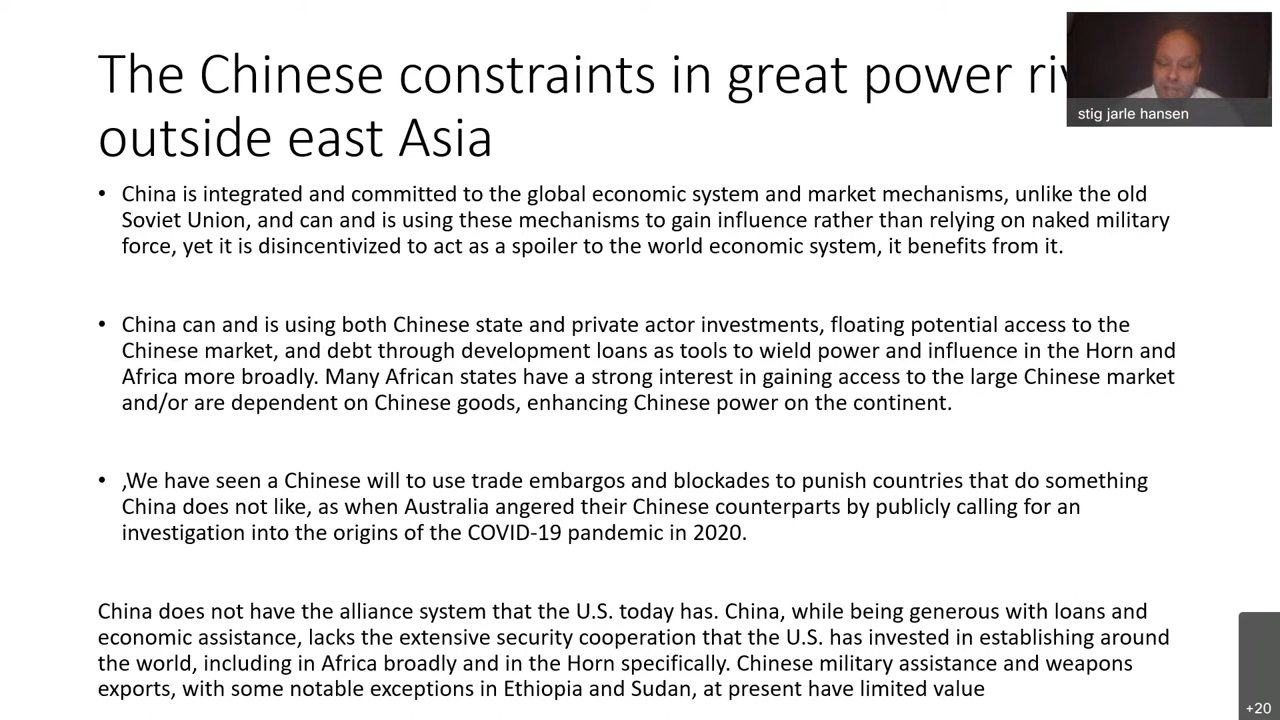 The Chinese constraints in great power
outside east Asia
stig jarle hansen
• China is integrated and committed to the global economic system and market mechanisms, unlike the old
Soviet Union, and can and is using these mechanisms to gain influence rather than relying on naked military
force, yet it is disincentivized to act as a spoiler to the world economic system, it benefits from it.
• China can and is using both Chinese state and private actor investments, floating potential access to the
Chinese market, and debt through development loans as tools to wield power and influence in the Horn and
Africa more broadly. Many African states have a strong interest in gaining access to the large Chinese market
and/or are dependent on Chinese goods, enhancing Chinese power on the continent.
• ,We have seen a Chinese will to use trade embargos and blockades to punish countries that do something
China does not like, as when Australia angered their Chinese counterparts by publicly calling for an
investigation into the origins of the COVID-19 pandemic in 2020.
China does not have the alliance system that the U.S. today has. China, while being generous with loans and
economic assistance, lacks the extensive security cooperation that the U.S. has invested in establishing around
the world, including in Africa broadly and in the Horn specifically. Chinese military assistance and weapons
exports, with some notable exceptions in Ethiopia and Sudan, at present have limited value
+20